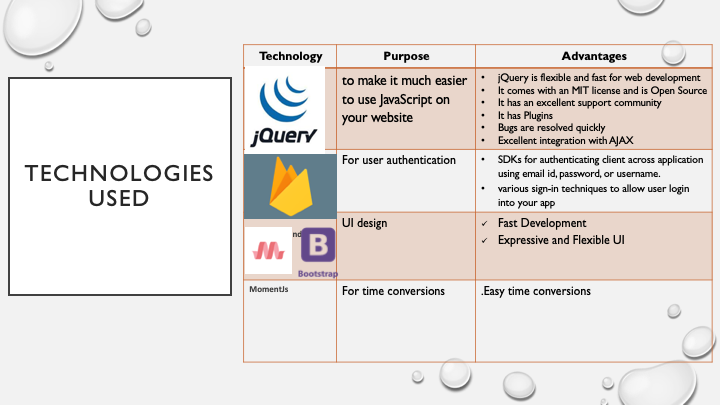 TECHNOLOGIES
USED
Technology
Purpose
Advantages
jQuery
to make it much easier
to use JavaScript on
your website
• jQuery is flexible and fast for web development
• It comes with an MIT license and is Open Source
• It has an excellent support community
• It has Plugins
• Bugs are resolved quickly
• Excellent integration with AJAX
For user authentication
• SDKs for authenticating client across application
using email id, password, or username.
• various sign-in techniques to allow user login
into your app
B
Bootstrap
UI design
✓ Fast Development
✓ Expressive and Flexible UI
MomentJs
For time conversions
.Easy time conversions